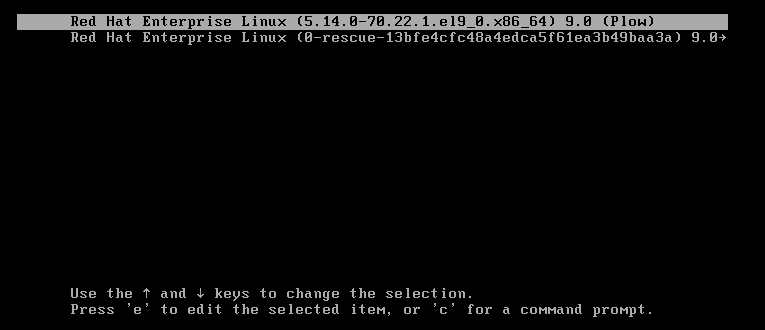 Red Hat Enterprise Linux (5.14.0-70.22.1.el9_0.x86_64) 9.0 (Plow)
Red Hat Enterprise Linux (0-rescue-13bfe4cfc48a4edca5f61ea3b49baa3a) 9.0→
Use the ↑ and ↓ keys to change the selection.
Press 'e' to edit the selected item, or 'c' for a command prompt.